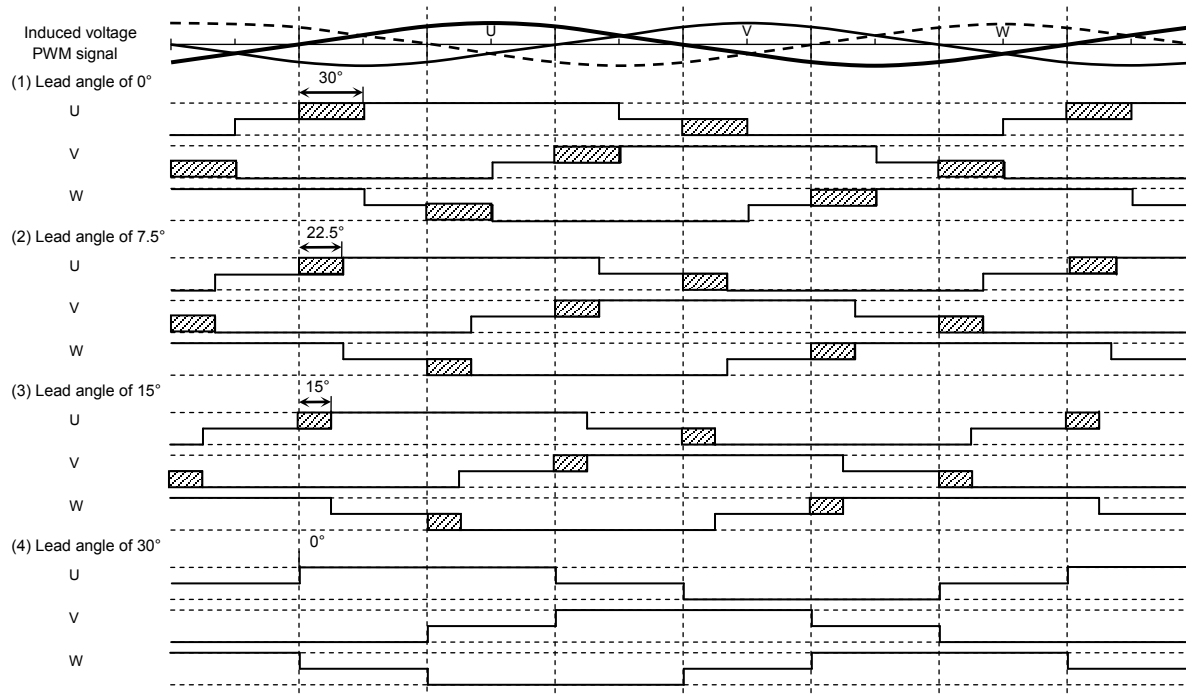 Induced voltage
U
V
W
PWM signal
(1) Lead angle of 0°
30°
U
V
W
(2) Lead angle of 7.5°
22.5°
U
V
W
(3) Lead angle of 15°
15°
U
V
W
(4) Lead angle of 30°
0°
U
V
W